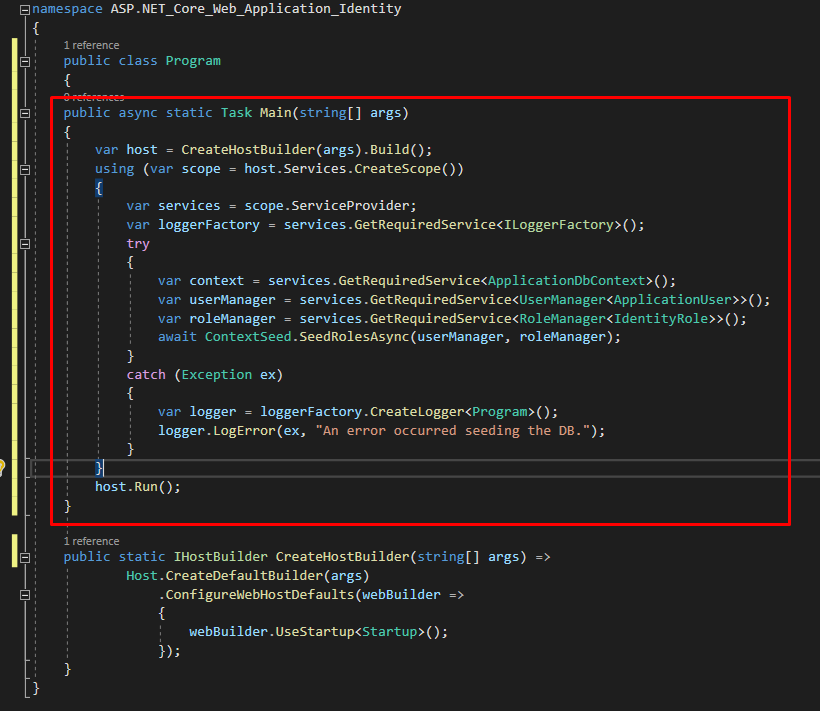 namespace ASP.NET_Core_Web_Application_Identity
{
1 reference
public class Program
{
0 references
public async static Task Main(string[] args)
{
var host = CreateHostBuilder(args).Build();
using (var scope = host.Services.CreateScope())
{
var services = scope.ServiceProvider;
var loggerFactory = services.GetRequiredService<ILoggerFactory>();
try
{
var context = services.GetRequiredService<ApplicationDbContext>();
var userManager = services.GetRequiredService<UserManager<ApplicationUser>>();
var roleManager = services.GetRequiredService<RoleManager<IdentityRole>>();
await ContextSeed.SeedRolesAsync(userManager, roleManager);
}
catch (Exception ex)
{
var logger = loggerFactory.CreateLogger<Program>();
logger.LogError(ex, "An error occurred seeding the DB.");
}
}
host.Run();
}
1 reference
public static IHostBuilder CreateHostBuilder(string[] args) =>
Host.CreateDefaultBuilder(args)
.ConfigureWebHostDefaults(webBuilder =>
{
webBuilder.UseStartup<Startup>();
});
}
}